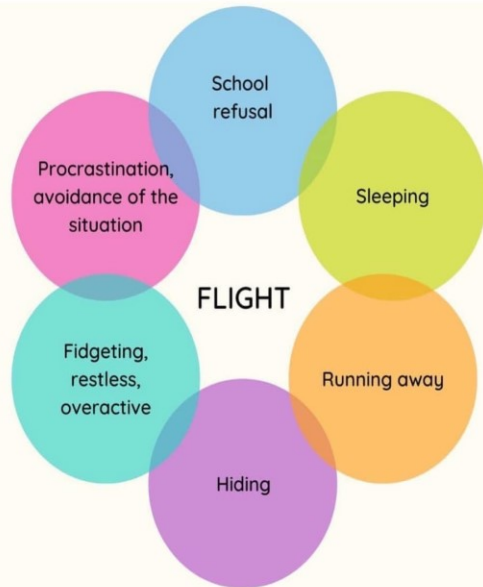 School
refusal
Procrastination,
avoidance of the
situation
Sleeping
FLIGHT
Fidgeting,
restless,
overactive
Running away
Hiding